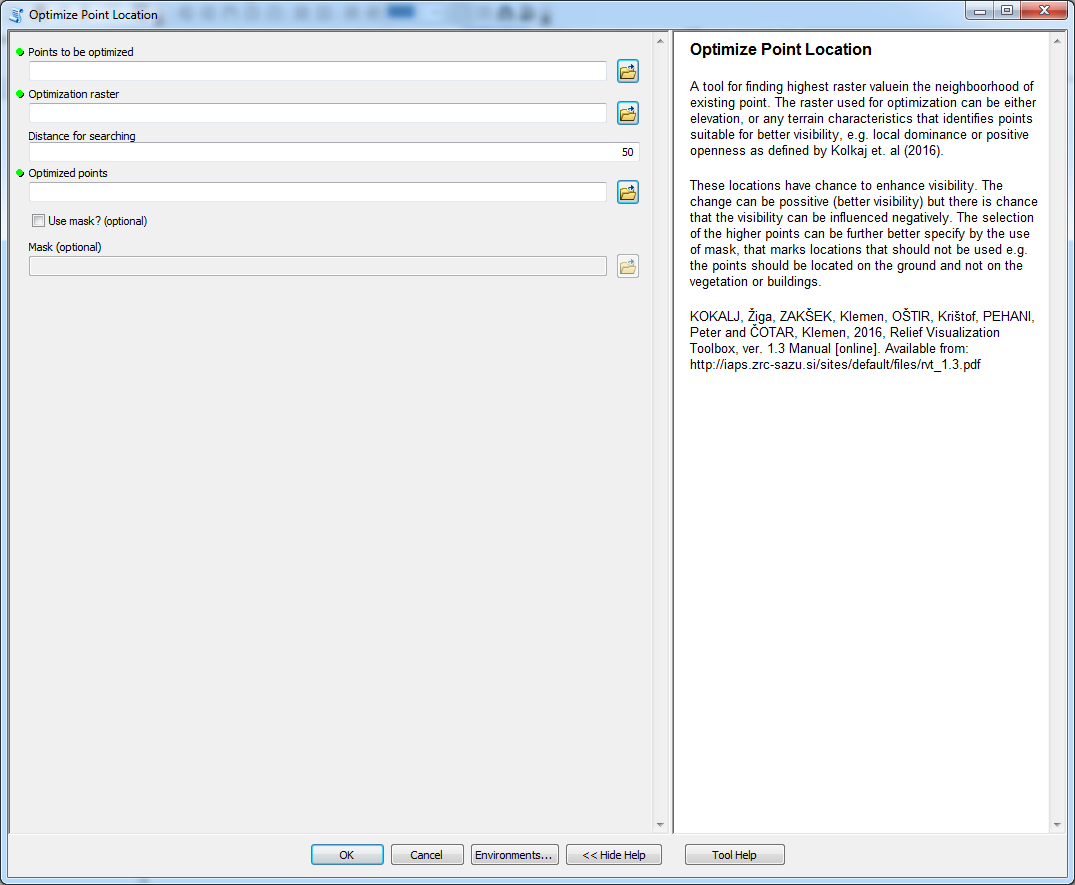 Optimize Point Location
Points to be optimized
Optimization raster
Distance for searching
50
Optimized points
Use mask? (optional)
Mask (optional)
Optimize Point Location
A tool for finding highest raster valuein the neighboorhood of
existing point. The raster used for optimization can be either
elevation, or any terrain characteristics that identifies points
suitable for better visibility, e.g. local dominance or positive
openness as defined by Kolkaj et. al (2016).
These locations have chance to enhance visibility. The
change can be possitive (better visibility) but there is chance
that the visibility can be influenced negatively. The selection
of the higher points can be further better specify by the use
of mask, that marks locations that should not be used e.g.
the points should be located on the ground and not on the
vegetation or buildings.
KOKALJ, Žiga, ZAKŠEK, Klemen, OŠTIR, Krištof, PEHANI,
Peter and ČOTAR, Klemen, 2016, Relief Visualization
Toolbox, ver. 1.3 Manual [online]. Available from:
http://iaps.zrc-sazu.si/sites/default/files/rvt_1.3.pdf
OK
Cancel
Environments...
<< Hide Help
Tool Help